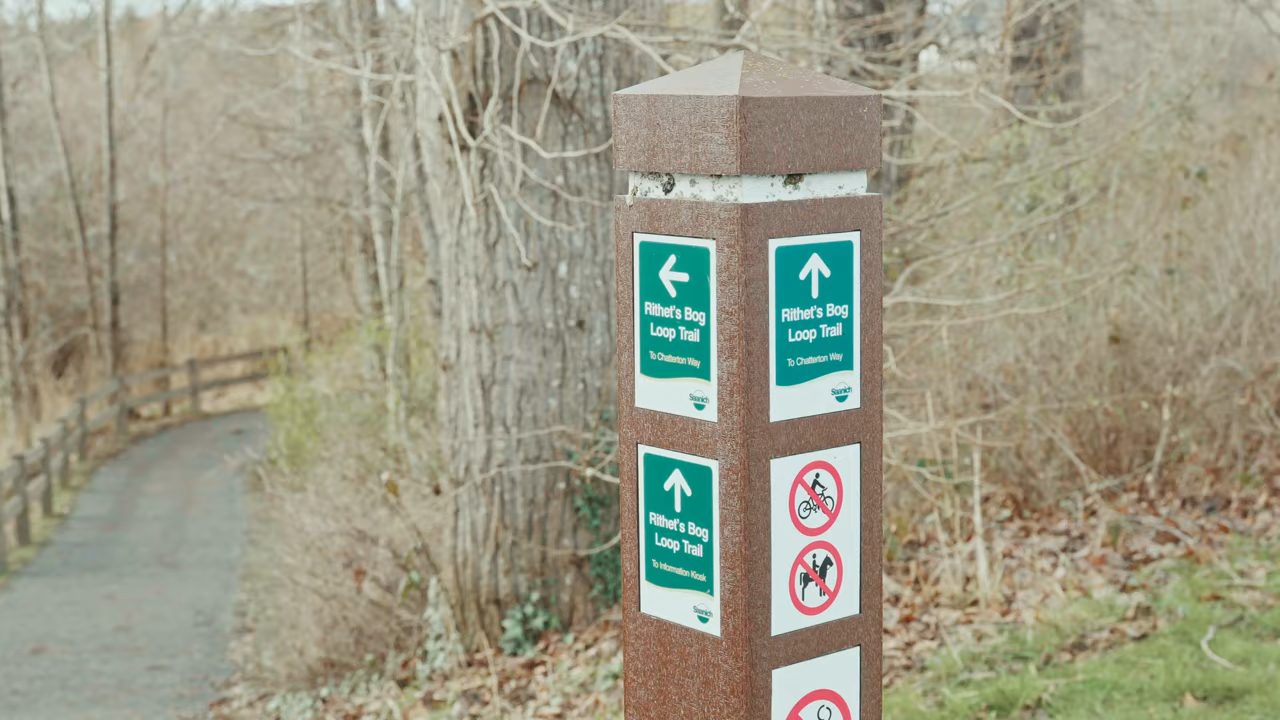 Rithet's Bog
Loop Trail
To Chatterton Way
Saanich
Rithet's Bog
Loop Trail
To Information Kiosk
Saanich
Rithet's Bog
Loop Trail
To Chatterton Way
Saanich